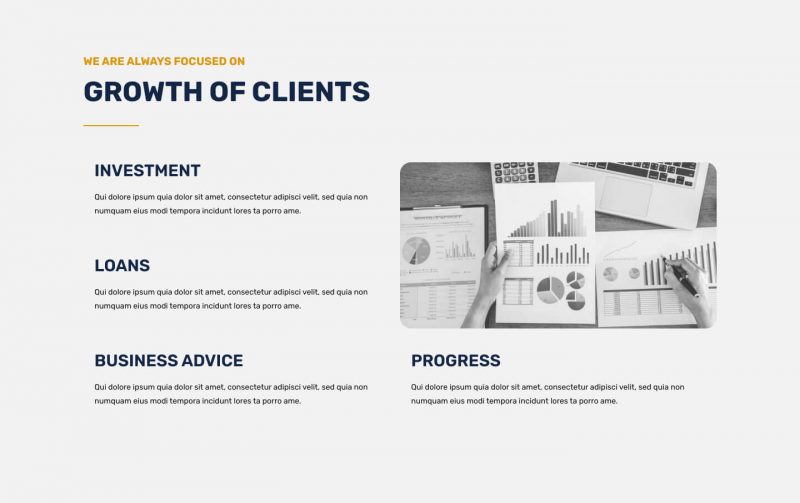 WE ARE ALWAYS FOCUSED ON
GROWTH OF CLIENTS
INVESTMENT
Qui dolore ipsum quia dolor sit amet, consectetur adipisci velit, sed quia non
numquam eius modi tempora incidunt lores ta porro ame.
LOANS
Qui dolore ipsum quia dolor sit amet, consectetur adipisci velit, sed quia non
numquam eius modi tempora incidunt lores ta porro ame.
BUSINESS ADVICE
Qui dolore ipsum quia dolor sit amet, consectetur adipisci velit, sed quia non
numquam eius modi tempora incidunt lores ta porro ame.
PROGRESS
Qui dolore ipsum quia dolor sit amet, consectetur adipisci velit, sed quia non
numquam eius modi tempora incidunt lores ta porro ame.